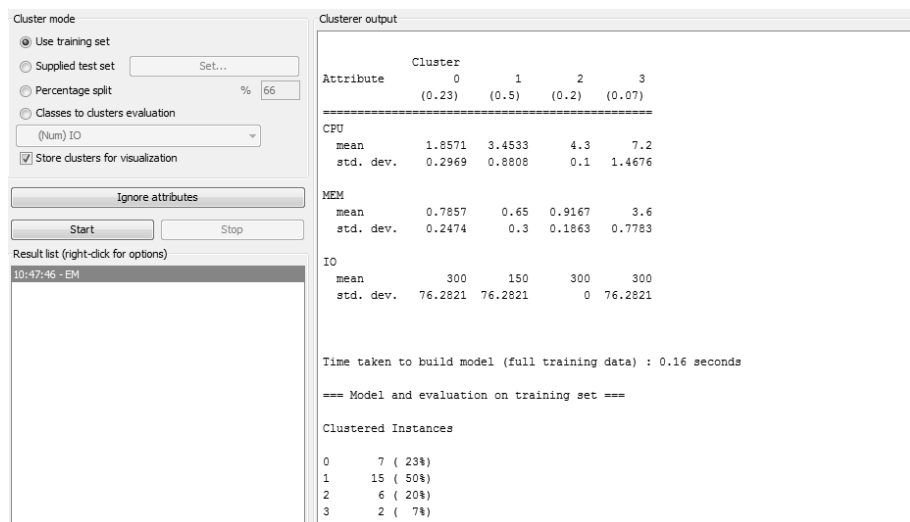 Cluster mode
Use training set
Supplied test set Set...
Percentage split % 66
Classes to clusters evaluation
(Num) IO
Store clusters for visualization
Ignore attributes
Start Stop
Result list (right-click for options)
10:47:46 - EM
Clusterer output
Cluster
Attribute 0 1 2 3
(0.23) (0.5) (0.2) (0.07)
====================================================
CPU
mean 1.8571 3.4533 4.3 7.2
std. dev. 0.2969 0.8808 0.1 1.4676
MEM
mean 0.7857 0.65 0.9167 3.6
std. dev. 0.2474 0.3 0.1863 0.7783
IO
mean 300 150 300 300
std. dev. 76.2821 76.2821 0 76.2821
Time taken to build model (full training data) : 0.16 seconds
=== Model and evaluation on training set ===
Clustered Instances
0 7 ( 23%)
1 15 ( 50%)
2 6 ( 20%)
3 2 ( 7%)